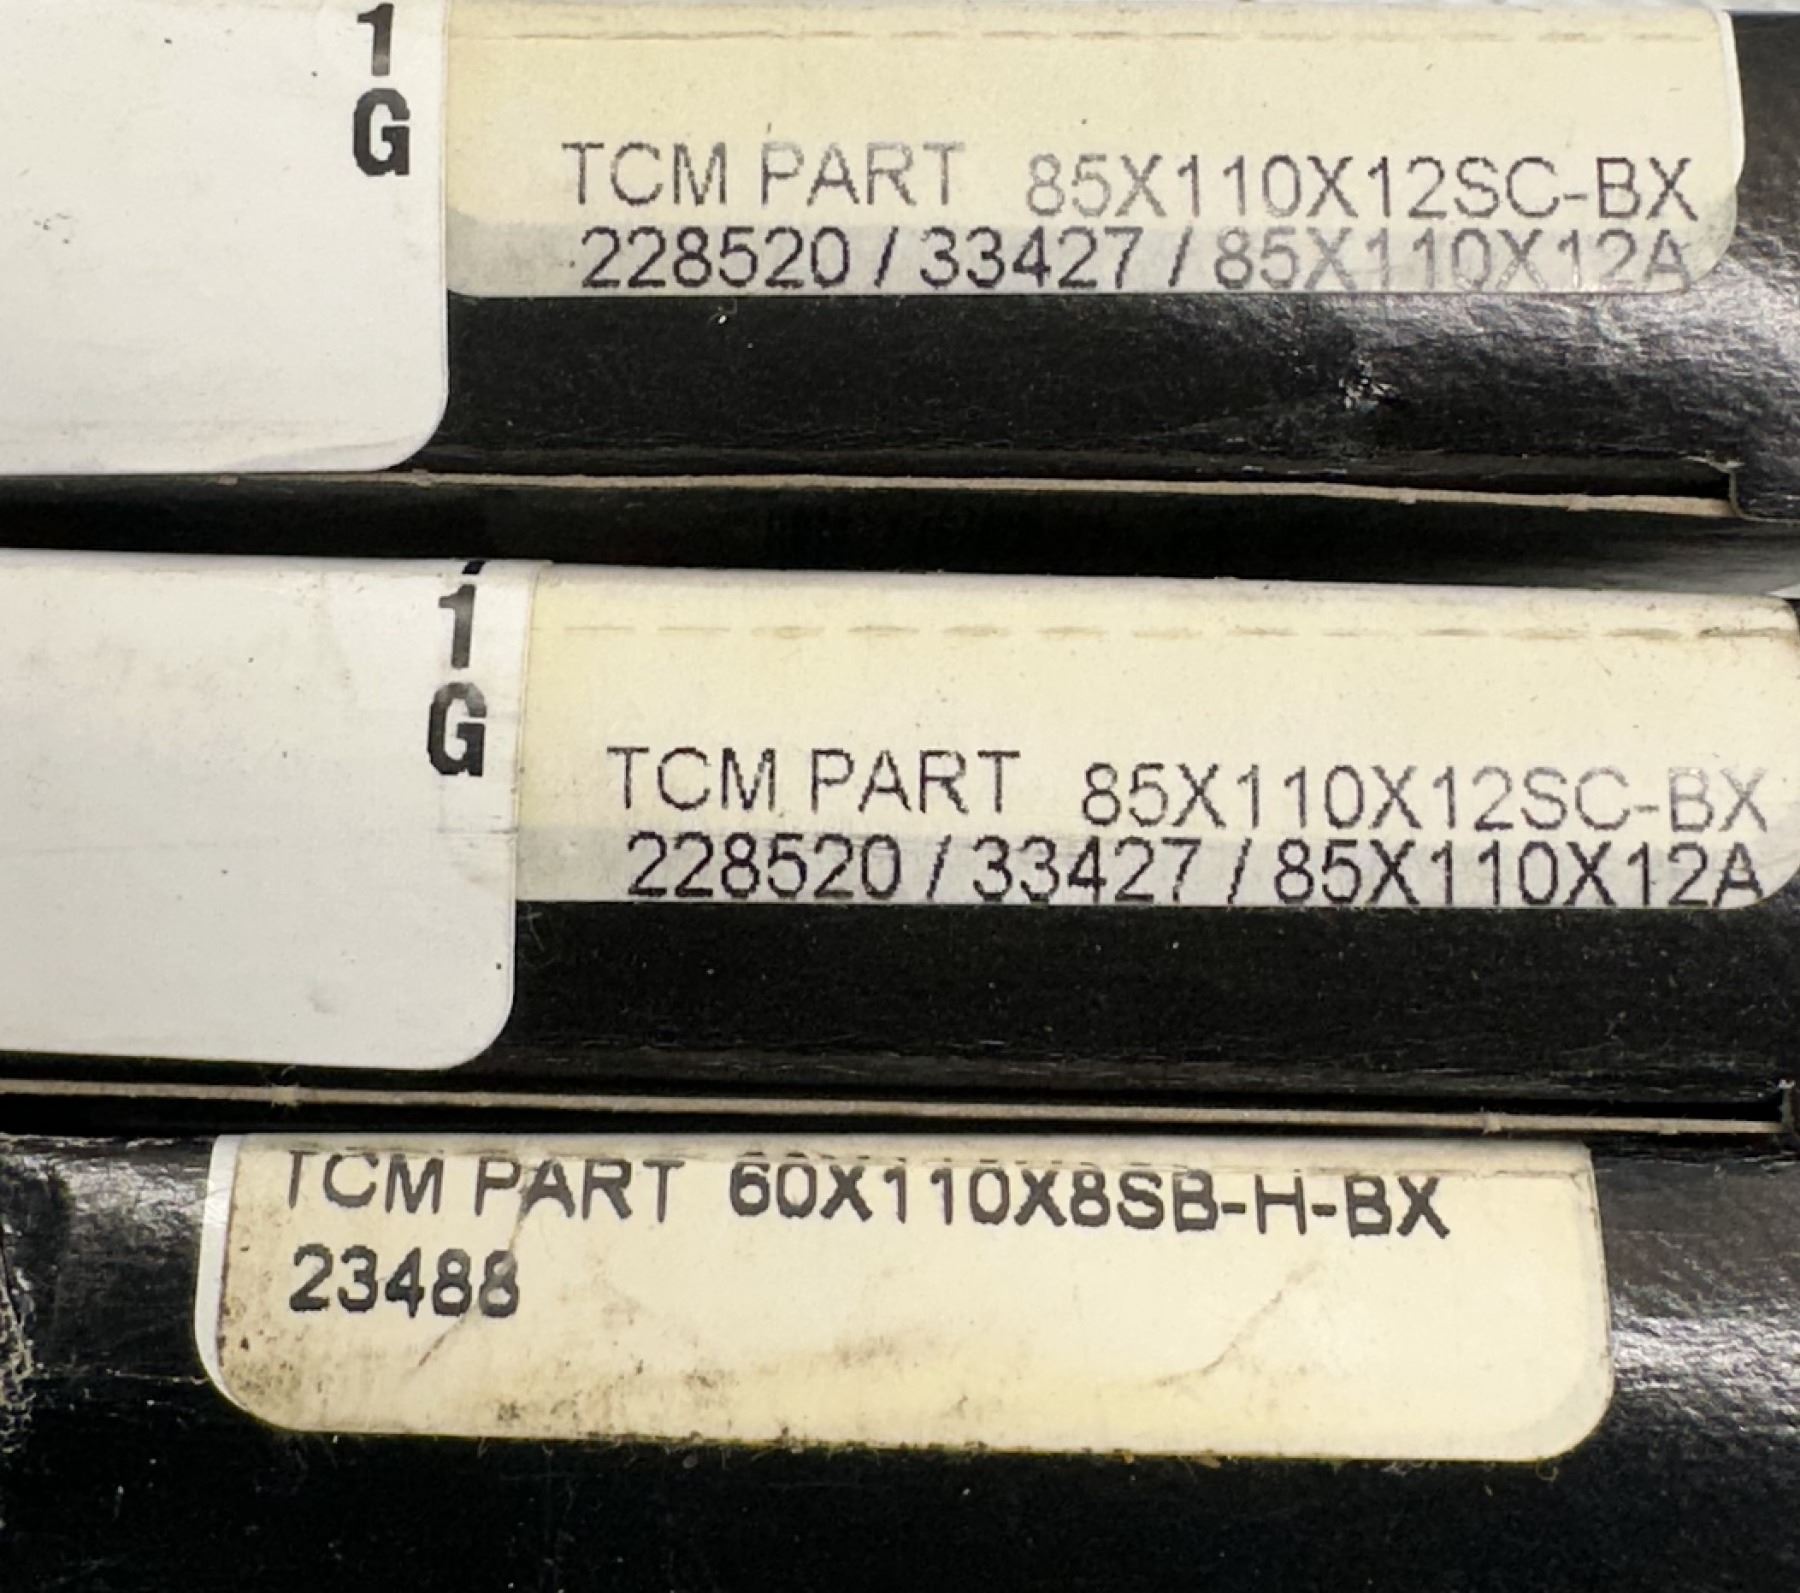 1
G
TCM PART 85X110X12SC-BX
228520 / 33427 / 85X110X12A
1
G
TCM PART 85X110X12SC-BX
228520 / 33427 / 85X110X12A
TCM PART 60X110X8SB-H-BX
23488